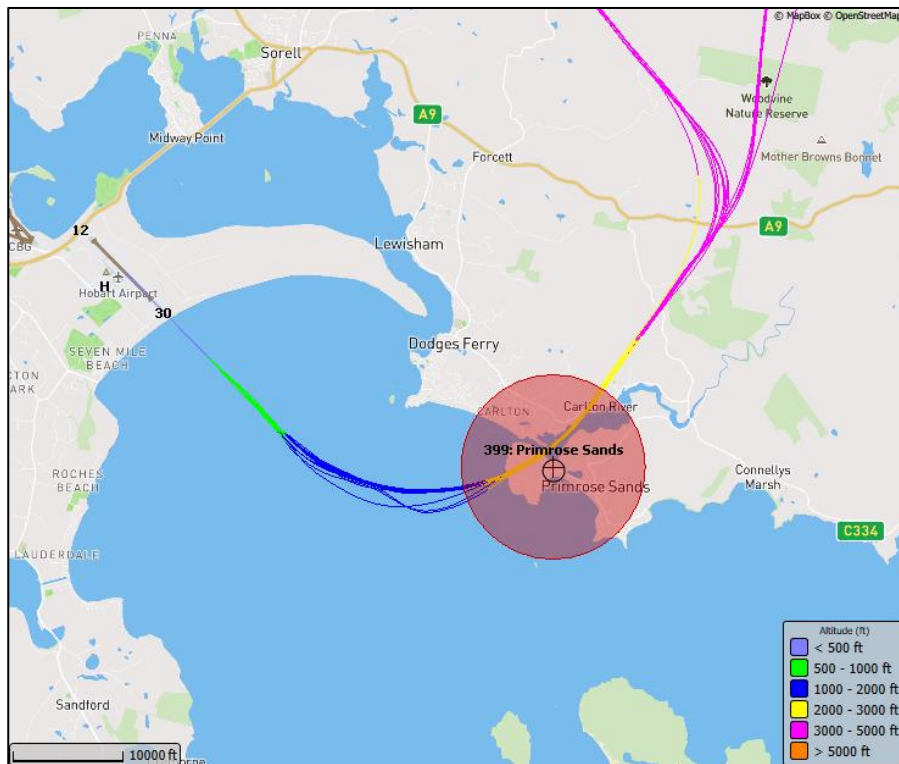 © MapBox © OpenStreetMap
PENNA
Sorell
A9
Midway Point
Forcett
Woodvine
Nature Reserve
Mother Browns Bonnet
12
CBG
Lewisham
A9
H
Hobart Airport
30
SEVEN MILE
BEACH
Dodges Ferry
CTON
PARK
CARLTON
Carlton River
399: Primrose Sands
Primrose Sands
ROCHES
BEACH
Connellys
Marsh
C334
LAUDERDALE
Sandford
10000 ft
Altitude (ft)
< 500 ft
500 - 1000 ft
1000 - 2000 ft
2000 - 3000 ft
3000 - 5000 ft
> 5000 ft